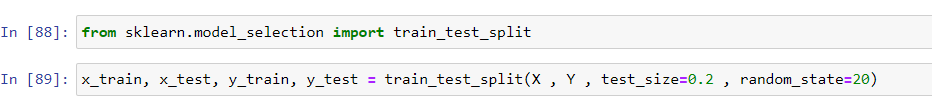 In [88]: from sklearn.model_selection import train_test_split
In [89]: x_train, x_test, y_train, y_test = train_test_split(X , Y , test_size=0.2 , random_state=20)